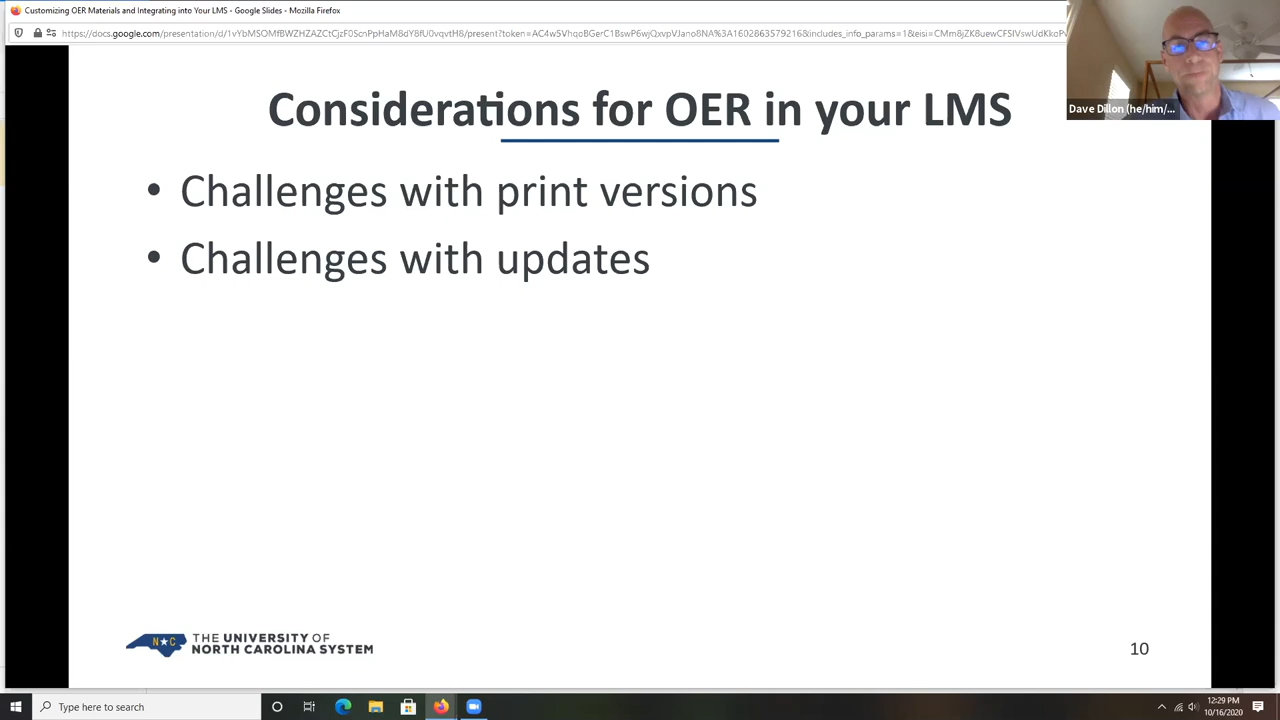 Customizing OER Materials and Integrating into Your LMS - Google Slides - Mozilla Firefox
Dave Dillon (he/him/...
Considerations for OER in your LMS
• Challenges with print versions
• Challenges with updates
N★C
THE UNIVERSITY OF
NORTH CAROLINA SYSTEM
10
Type here to search
12:29 PM
10/16/2020